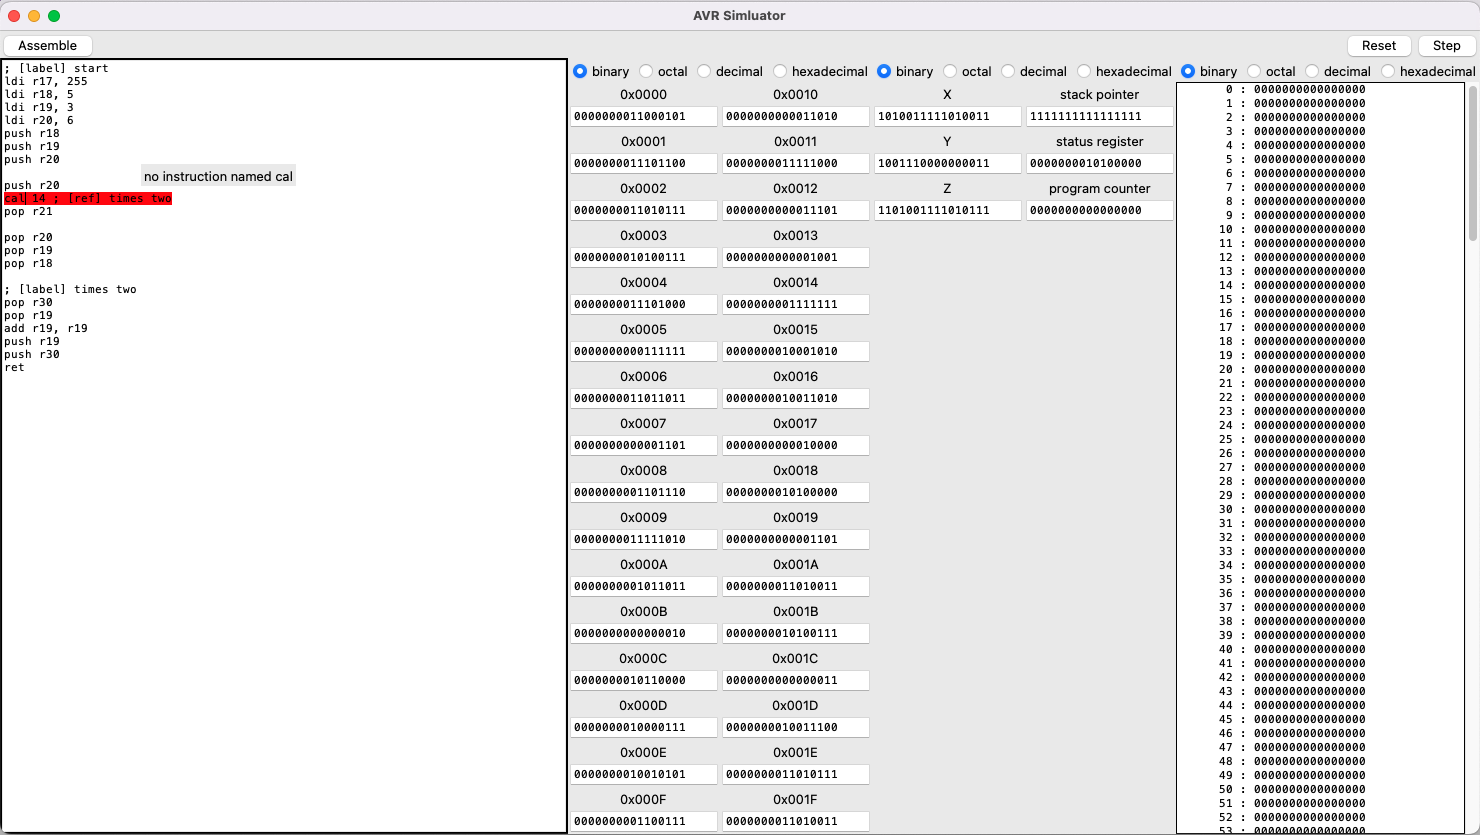 AVR Simluator
Assemble
Reset Step
; [label] start
ldi r17, 255
ldi r18, 5
ldi r19, 3
ldi r20, 6
push r18
push r19
push r20
no instruction named cal
push r20
cal 14 ; [ref] times two
pop r21
pop r20
pop r19
pop r18
; [label] times two
pop r30
pop r19
add r19, r19
push r19
push r30
ret
binary octal decimal hexadecimal
0x0000 0x0010
0000000011000101 0000000000011010
0x0001 0x0011
0000000011101100 0000000011111000
0x0002 0x0012
0000000011010111 0000000000011101
0x0003 0x0013
0000000010100111 0000000000001001
0x0004 0x0014
0000000011101000 0000000001111111
0x0005 0x0015
0000000000111111 0000000010001010
0x0006 0x0016
0000000011011011 0000000010011010
0x0007 0x0017
0000000000001101 0000000000010000
0x0008 0x0018
0000000001101110 0000000010100000
0x0009 0x0019
0000000011111010 0000000000001101
0x000A 0x001A
0000000001011011 0000000011010011
0x000B 0x001B
0000000000000010 0000000010100111
0x000C 0x001C
0000000010110000 0000000000000011
0x000D 0x001D
0000000010000111 0000000010011100
0x000E 0x001E
0000000010010101 0000000011010111
0x000F 0x001F
0000000001100111 0000000011010011
binary octal decimal hexadecimal
X stack pointer
1010011111010011 1111111111111111
Y status register
1001110000000011 0000000010100000
Z program counter
1101001111010111 0000000000000000
binary octal decimal hexadecimal
0 : 0000000000000000
1 : 0000000000000000
2 : 0000000000000000
3 : 0000000000000000
4 : 0000000000000000
5 : 0000000000000000
6 : 0000000000000000
7 : 0000000000000000
8 : 0000000000000000
9 : 0000000000000000
10 : 0000000000000000
11 : 0000000000000000
12 : 0000000000000000
13 : 0000000000000000
14 : 0000000000000000
15 : 0000000000000000
16 : 0000000000000000
17 : 0000000000000000
18 : 0000000000000000
19 : 0000000000000000
20 : 0000000000000000
21 : 0000000000000000
22 : 0000000000000000
23 : 0000000000000000
24 : 0000000000000000
25 : 0000000000000000
26 : 0000000000000000
27 : 0000000000000000
28 : 0000000000000000
29 : 0000000000000000
30 : 0000000000000000
31 : 0000000000000000
32 : 0000000000000000
33 : 0000000000000000
34 : 0000000000000000
35 : 0000000000000000
36 : 0000000000000000
37 : 0000000000000000
38 : 0000000000000000
39 : 0000000000000000
40 : 0000000000000000
41 : 0000000000000000
42 : 0000000000000000
43 : 0000000000000000
44 : 0000000000000000
45 : 0000000000000000
46 : 0000000000000000
47 : 0000000000000000
48 : 0000000000000000
49 : 0000000000000000
50 : 0000000000000000
51 : 0000000000000000
52 : 0000000000000000
53 : 0000000000000000